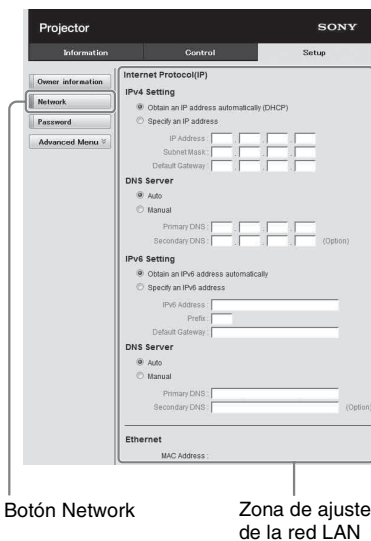 Projector
SONY
Information Control Setup
Owner information
Network
Password
Advanced Menu
Internet Protocol(IP)
IPv4 Setting
Obtain an IP address automatically (DHCP)
Specify an IP address
IP Address :
Subnet Mask :
Default Gateway :
DNS Server
Auto
Manual
Primary DNS :
Secondary DNS : (Option)
IPv6 Setting
Obtain an IPv6 address automatically
Specify an IPv6 address
IPv6 Address :
Prefix :
Default Gateway :
DNS Server
Auto
Manual
Primary DNS :
Secondary DNS : (Option)
Ethernet
MAC Address :
Botón Network
Zona de ajuste
de la red LAN